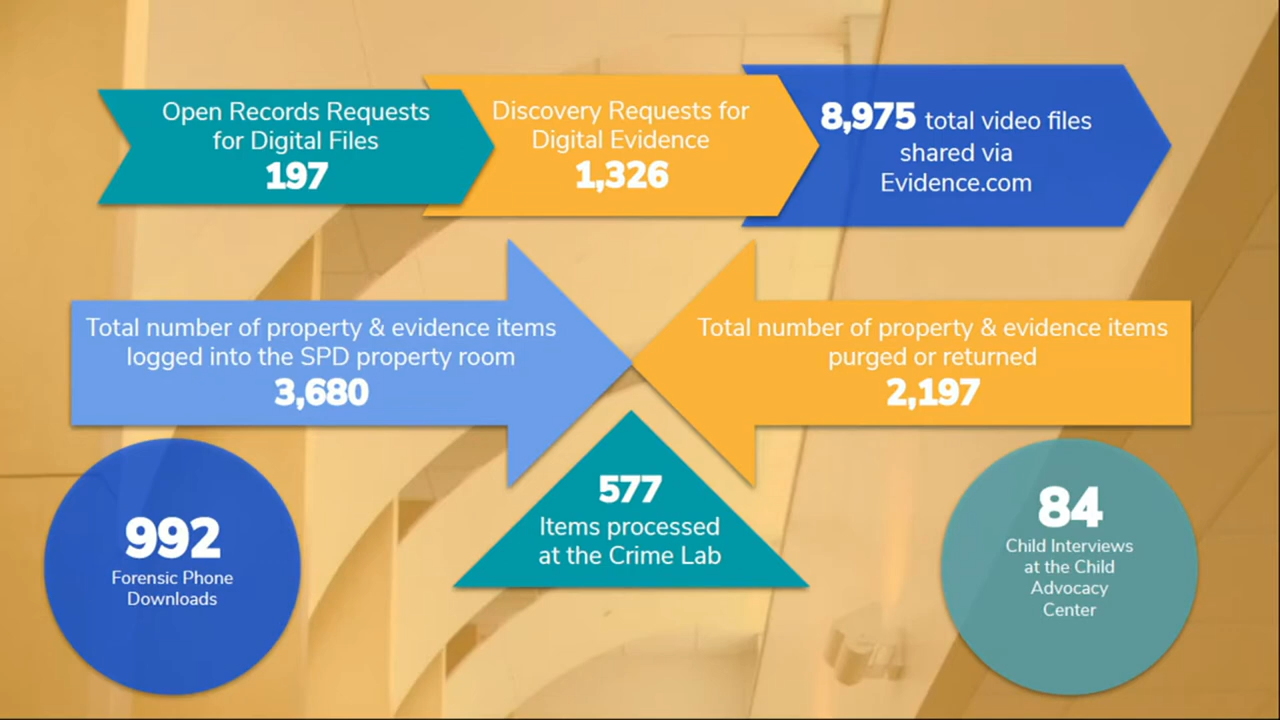 Open Records Requests
for Digital Files
197
Discovery Requests for
Digital Evidence
1,326
8,975 total video files
shared via
Evidence.com
Total number of property & evidence items
logged into the SPD property room
3,680
Total number of property & evidence items
purged or returned
2,197
992
Forensic Phone
Downloads
577
Items processed
at the Crime Lab
84
Child Interviews
at the Child
Advocacy
Center